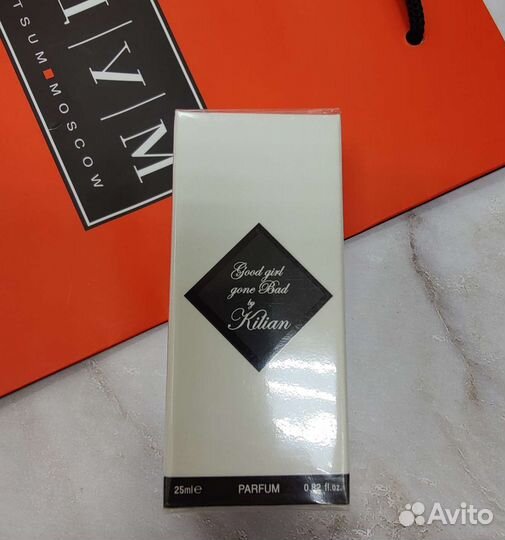 ЦУМ
TSUM MOSCOW
Good girl
gone Bad
by
Kilian
25ml e PARFUM 0.82 fl.oz.
Avito